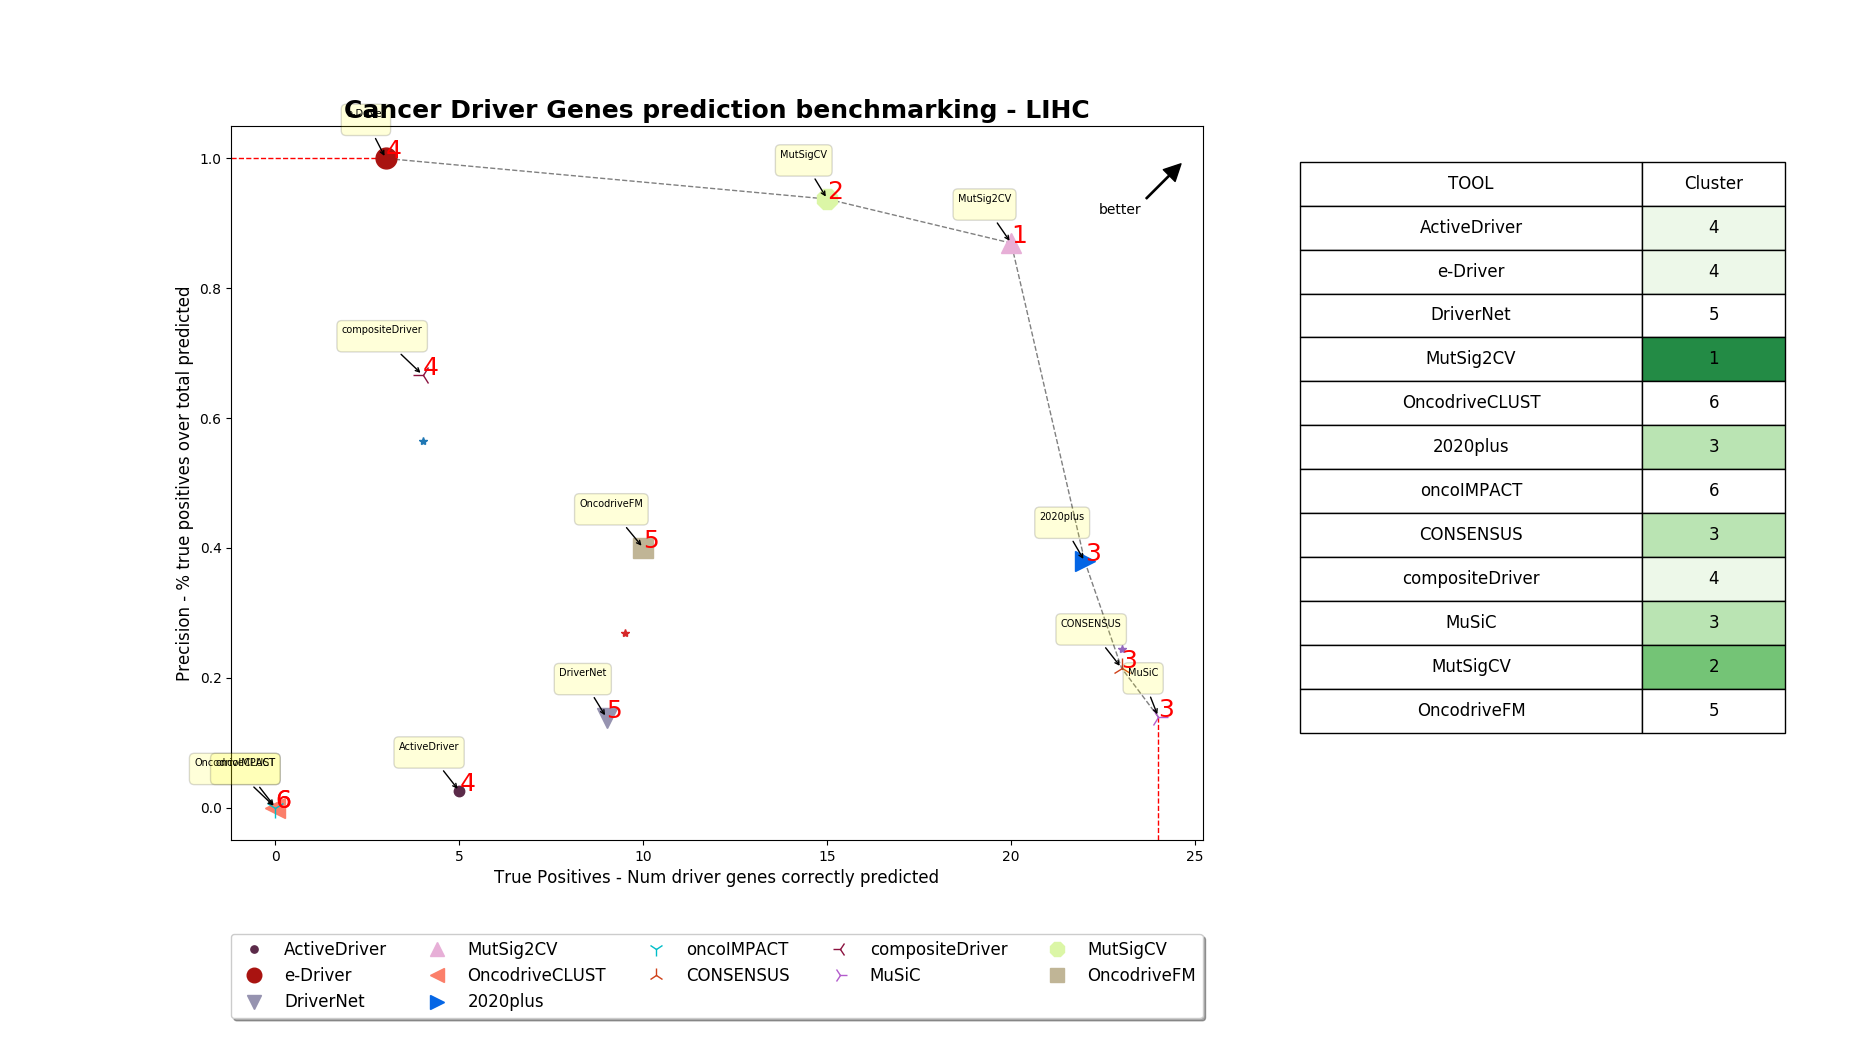 Cancer Driver Genes prediction benchmarking - LIHC
4
MutSigCV
2
MutSig2CV
1
better
compositeDriver
4
OncodriveFM
5
2020plus
3
CONSENSUS
3
MuSiC
3
DriverNet
5
ActiveDriver
4
oncoIMPACT
6
1.0
0.8
0.6
0.4
0.2
0.0
Precision - % true positives over total predicted
0 5 10 15 20 25
True Positives - Num driver genes correctly predicted
ActiveDriver MutSig2CV oncoIMPACT compositeDriver MutSigCV
e-Driver OncodriveCLUST CONSENSUS MuSiC OncodriveFM
DriverNet 2020plus
TOOL Cluster
ActiveDriver 4
e-Driver 4
DriverNet 5
MutSig2CV 1
OncodriveCLUST 6
2020plus 3
oncoIMPACT 6
CONSENSUS 3
compositeDriver 4
MuSiC 3
MutSigCV 2
OncodriveFM 5